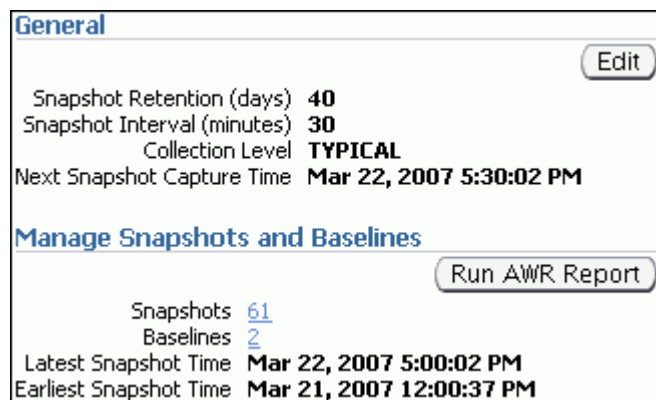 General
Edit
Snapshot Retention (days) 40
Snapshot Interval (minutes) 30
Collection Level TYPICAL
Next Snapshot Capture Time Mar 22, 2007 5:30:02 PM
Manage Snapshots and Baselines
Run AWR Report
Snapshots 61
Baselines 2
Latest Snapshot Time Mar 22, 2007 5:00:02 PM
Earliest Snapshot Time Mar 21, 2007 12:00:37 PM